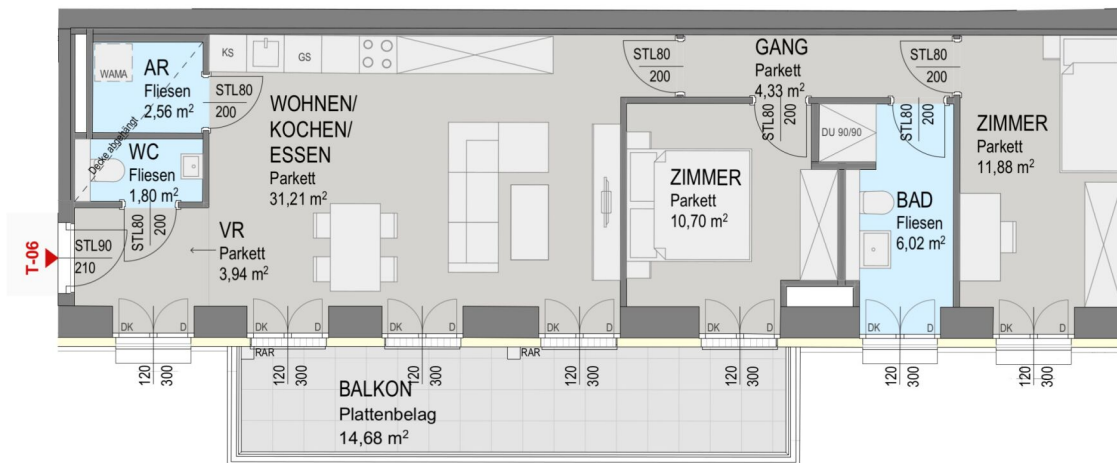 AR
Fliesen
2,56 m²
WAMA
STL80
200
Decke abgehängt
WC
Fliesen
1,80 m²
STL80
200
T-06
STL90
210
VR
Parkett
3,94 m²
KS
GS
WOHNEN/
KOCHEN/
ESSEN
Parkett
31,21 m²
STL80
200
GANG
Parkett
4,33 m²
STL80
200
ZIMMER
Parkett
10,70 m²
DU 90/90
STL80
200
BAD
Fliesen
6,02 m²
STL80
200
ZIMMER
Parkett
11,88 m²
DK
D
DK
D
DK
D
DK
D
DK
D
DK
D
DK
D
RAR
RAR
120
300
120
300
120
300
120
300
120
300
120
300
120
300
BALKON
Plattenbelag
14,68 m²